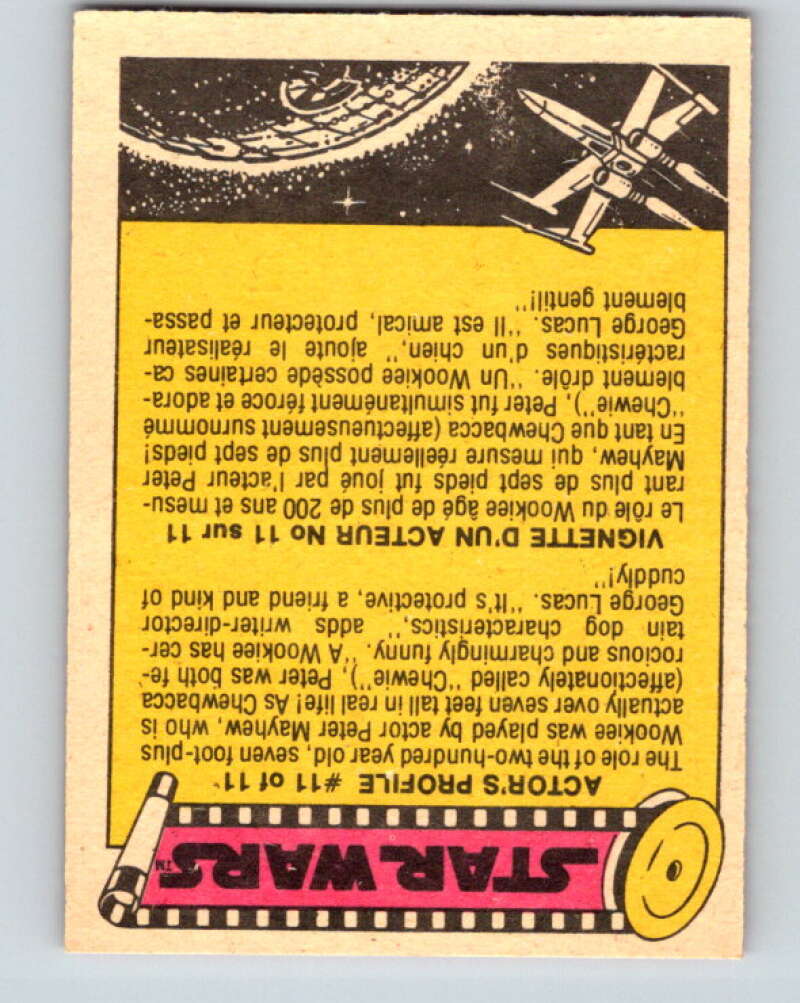 STAR WARS™
ACTOR'S PROFILE #11 of 11
The role of the two-hundred year old, seven foot-plus
Wookiee was played by actor Peter Mayhew, who is
actually over seven feet tall in real life! As Chewbacca
(affectionately called "Chewie"), Peter was both fe-
rocious and charmingly funny. "A Wookiee has cer-
tain dog characteristics," adds writer-director
George Lucas. "It's protective, a friend and kind of
cuddly!"
VIGNETTE D'UN ACTEUR No 11 sur 11
Le rôle du Wookiee âgé de plus de 200 ans et mesu-
rant plus de sept pieds fut joué par l'acteur Peter
Mayhew, qui mesure réellement plus de sept pieds!
En tant que Chewbacca (affectueusement surnommé
"Chewie"), Peter fut simultanément féroce et adora-
blement drôle. "Un Wookiee possède certaines ca-
ractéristiques d'un chien," ajoute le réalisateur
George Lucas. "Il est amical, protecteur et passa-
blement gentil!"